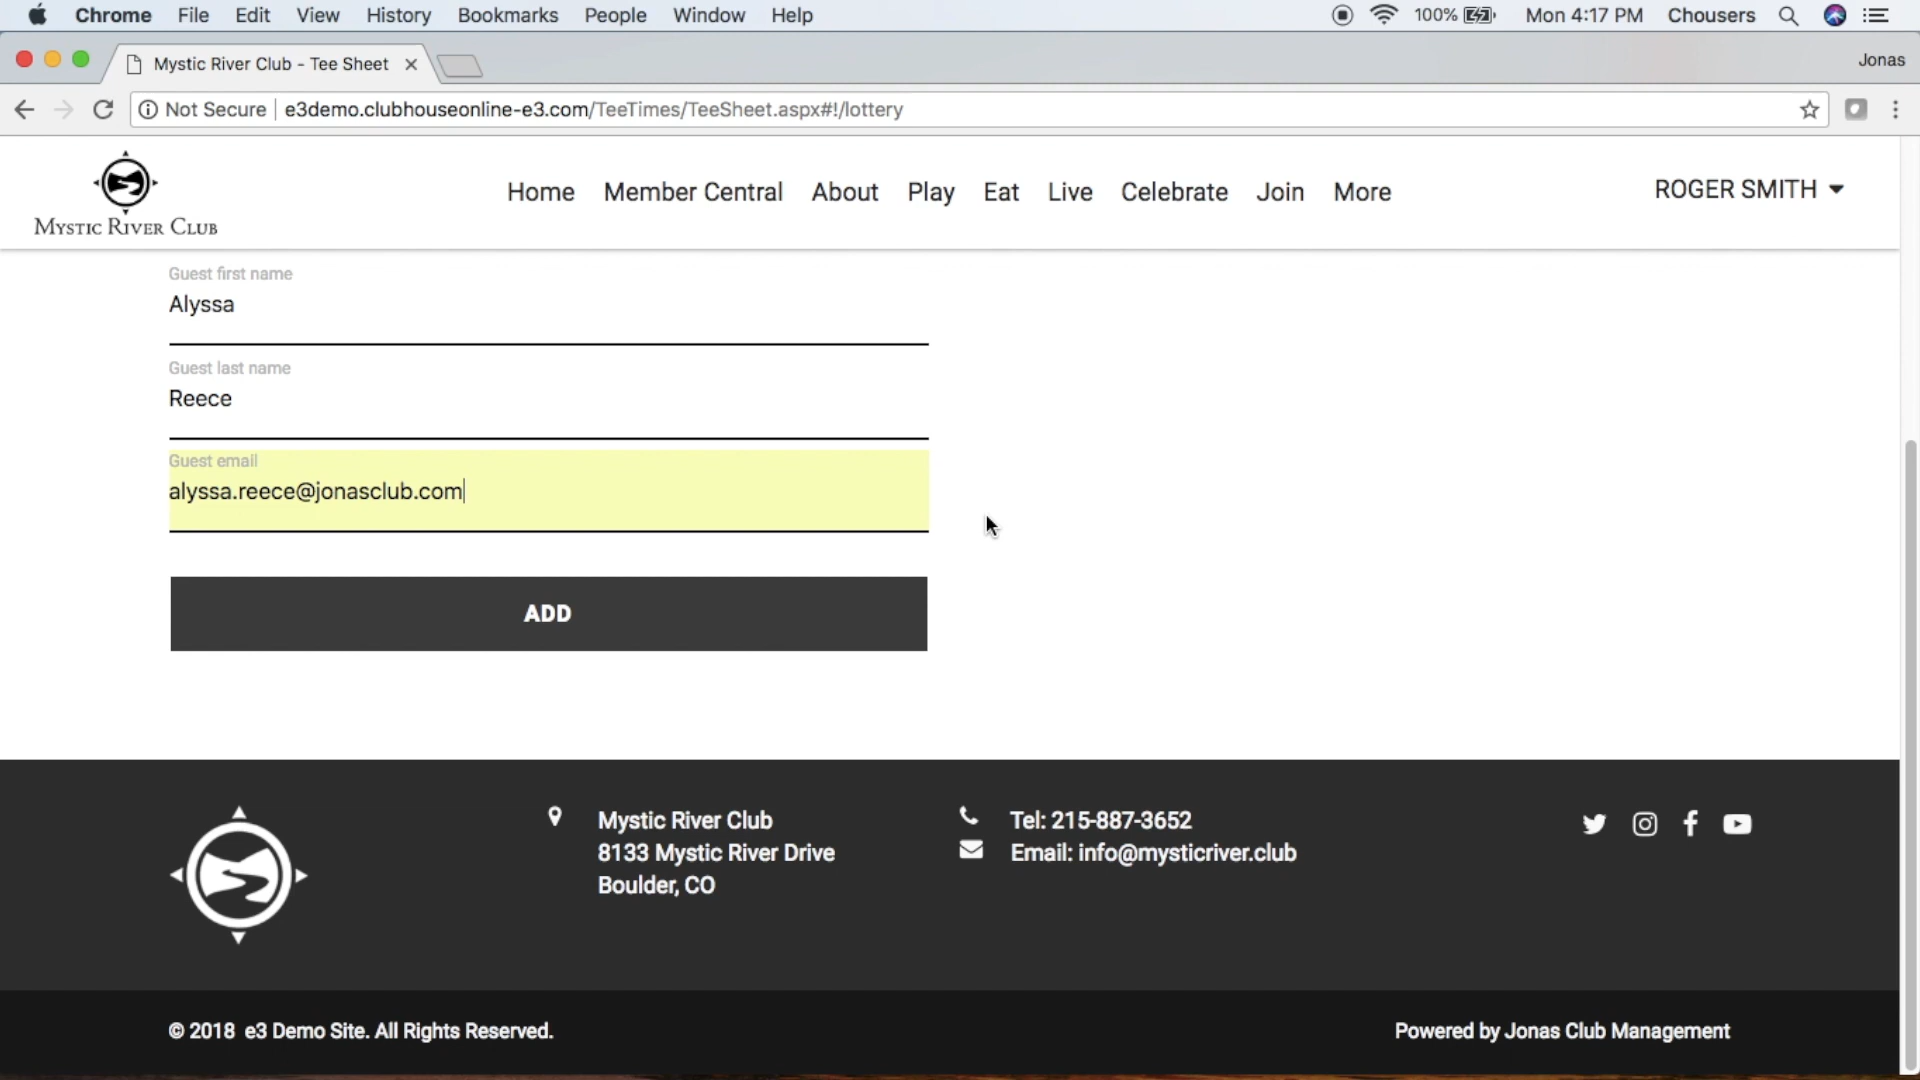 Chrome File Edit View History Bookmarks People Window Help 100% Mon 4:17 PM Chousers
Mystic River Club - Tee Sheet Jonas
Not Secure e3demo.clubhouseonline-e3.com/TeeTimes/TeeSheet.aspx#!/lottery
MYSTIC RIVER CLUB
Home Member Central About Play Eat Live Celebrate Join More ROGER SMITH
Guest first name
Alyssa
Guest last name
Reece
Guest email
alyssa.reece@jonasclub.com
ADD
Mystic River Club
8133 Mystic River Drive
Boulder, CO
Tel: 215-887-3652
Email: info@mysticriver.club
© 2018 e3 Demo Site. All Rights Reserved. Powered by Jonas Club Management